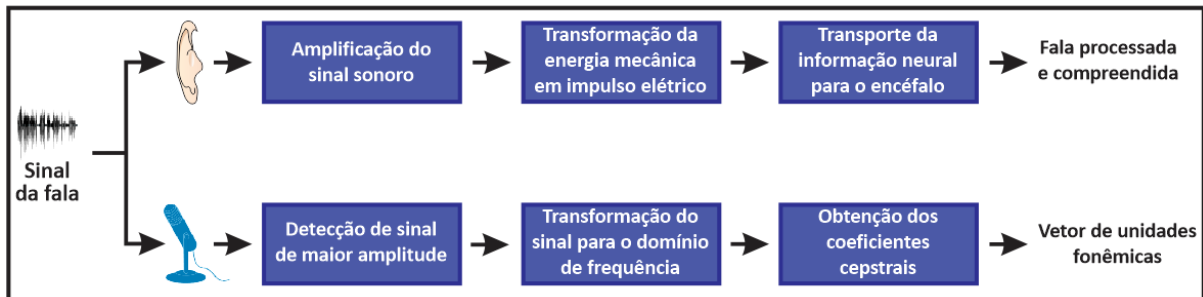 Amplificação do
sinal sonoro
Transformação da
energia mecânica
em impulso elétrico
Transporte da
informação neural
para o encéfalo
Fala processada
e compreendida
Sinal
da fala
Detecção de sinal
de maior amplitude
Transformação do
sinal para o domínio
de frequência
Obtenção dos
coeficientes
cepstrais
Vetor de unidades
fonêmicas